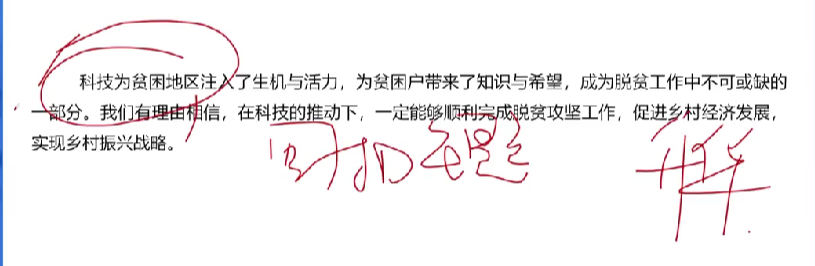 科技为贫困地区注入了生机与活力，为贫困户带来了知识与希望，成为脱贫工作中不可或缺的
一部分。我们有理由相信，在科技的推动下，一定能够顺利完成脱贫攻坚工作，促进乡村经济发展，
实现乡村振兴战略。